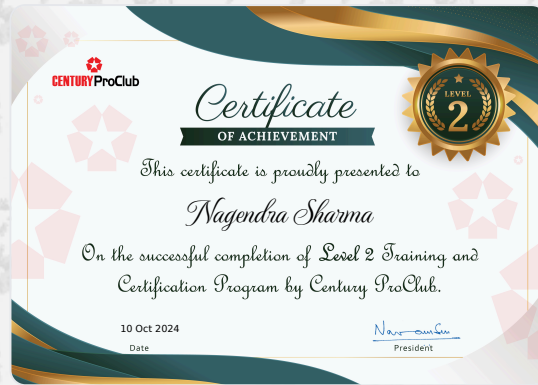 CENTURY ProClub
LEVEL
2
Certificate
OF ACHIEVEMENT
This certificate is proudly presented to
Nagendra Sharma
On the successful completion of Level 2 Training and
Certification Program by Century ProClub.
10 Oct 2024
Date
President